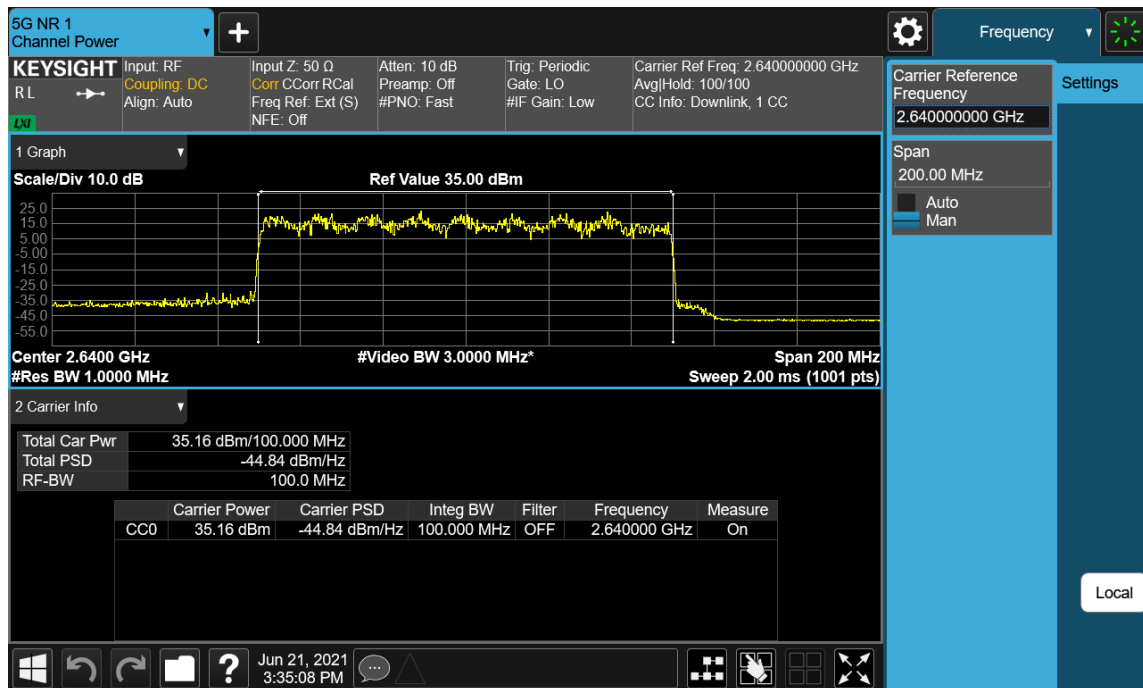 5G NR 1
Channel Power
+
Frequency
KEYSIGHT
R L
LXI
Input: RF
Coupling: DC
Align: Auto
Input Z: 50 Ω
Corr CCorr RCal
Freq Ref: Ext (S)
NFE: Off
Atten: 10 dB
Preamp: Off
#PNO: Fast
Trig: Periodic
Gate: LO
#IF Gain: Low
Carrier Ref Freq: 2.640000000 GHz
Avg|Hold: 100/100
CC Info: Downlink, 1 CC
Carrier Reference
Frequency
2.640000000 GHz
Settings
Span
200.00 MHz
Auto
Man
1 Graph
Scale/Div 10.0 dB
Ref Value 35.00 dBm
25.0
15.0
5.00
-5.00
-15.0
-25.0
-35.0
-45.0
-55.0
Center 2.6400 GHz
#Video BW 3.0000 MHz*
Span 200 MHz
#Res BW 1.0000 MHz
Sweep 2.00 ms (1001 pts)
2 Carrier Info
Total Car Pwr 35.16 dBm/100.000 MHz
Total PSD -44.84 dBm/Hz
RF-BW 100.0 MHz
Carrier Power Carrier PSD Integ BW Filter Frequency Measure
CC0 35.16 dBm -44.84 dBm/Hz 100.000 MHz OFF 2.640000 GHz On
Local
?
Jun 21, 2021
3:35:08 PM